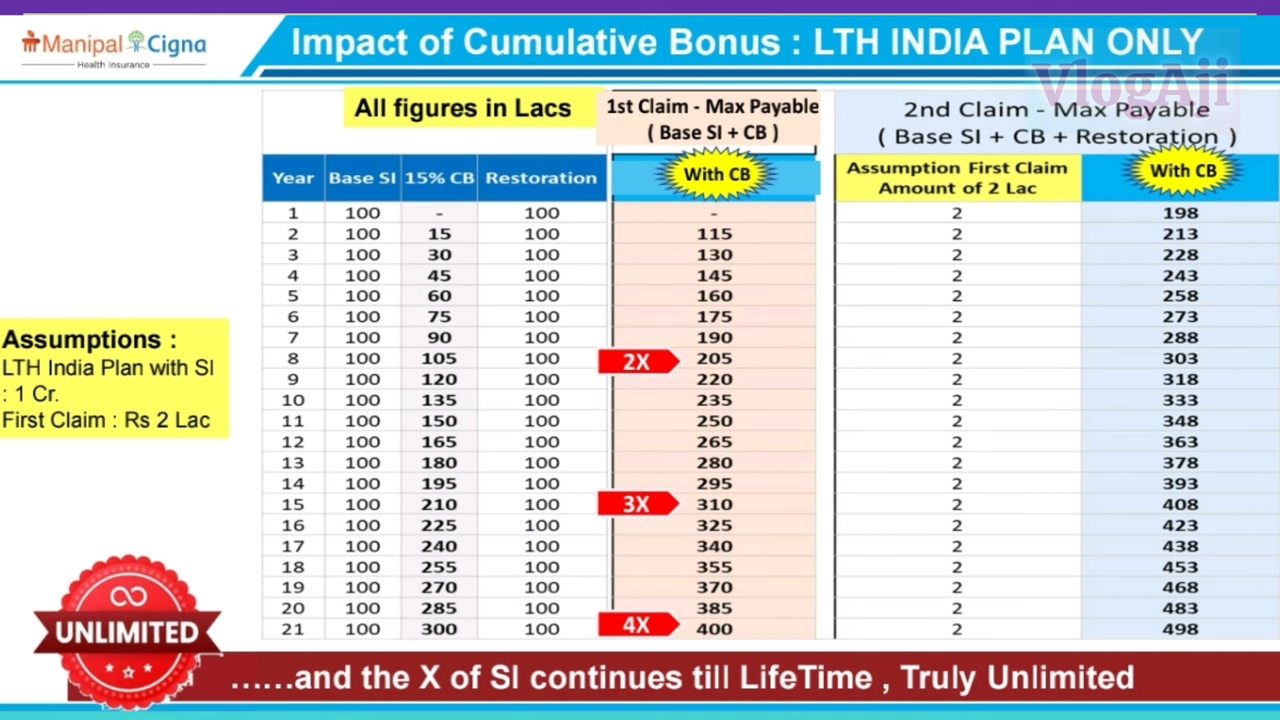 Manipal Cigna
Health Insurance
Impact of Cumulative Bonus : LTH INDIA PLAN ONLY
VlogAji
All figures in Lacs
1st Claim - Max Payable
( Base SI + CB )
2nd Claim - Max Payable
( Base SI + CB + Restoration )
Year Base SI 15% CB Restoration With CB Assumption First Claim Amount of 2 Lac With CB
1 100 - 100 - 2 198
2 100 15 100 115 2 213
3 100 30 100 130 2 228
4 100 45 100 145 2 243
5 100 60 100 160 2 258
6 100 75 100 175 2 273
7 100 90 100 190 2 288
8 100 105 100 2X 205 2 303
9 100 120 100 220 2 318
10 100 135 100 235 2 333
11 100 150 100 250 2 348
12 100 165 100 265 2 363
13 100 180 100 280 2 378
14 100 195 100 295 2 393
15 100 210 100 3X 310 2 408
16 100 225 100 325 2 423
17 100 240 100 340 2 438
18 100 255 100 355 2 453
19 100 270 100 370 2 468
20 100 285 100 385 2 483
21 100 300 100 4X 400 2 498
Assumptions :
LTH India Plan with SI
: 1 Cr.
First Claim : Rs 2 Lac
UNLIMITED
……and the X of SI continues till LifeTime , Truly Unlimited